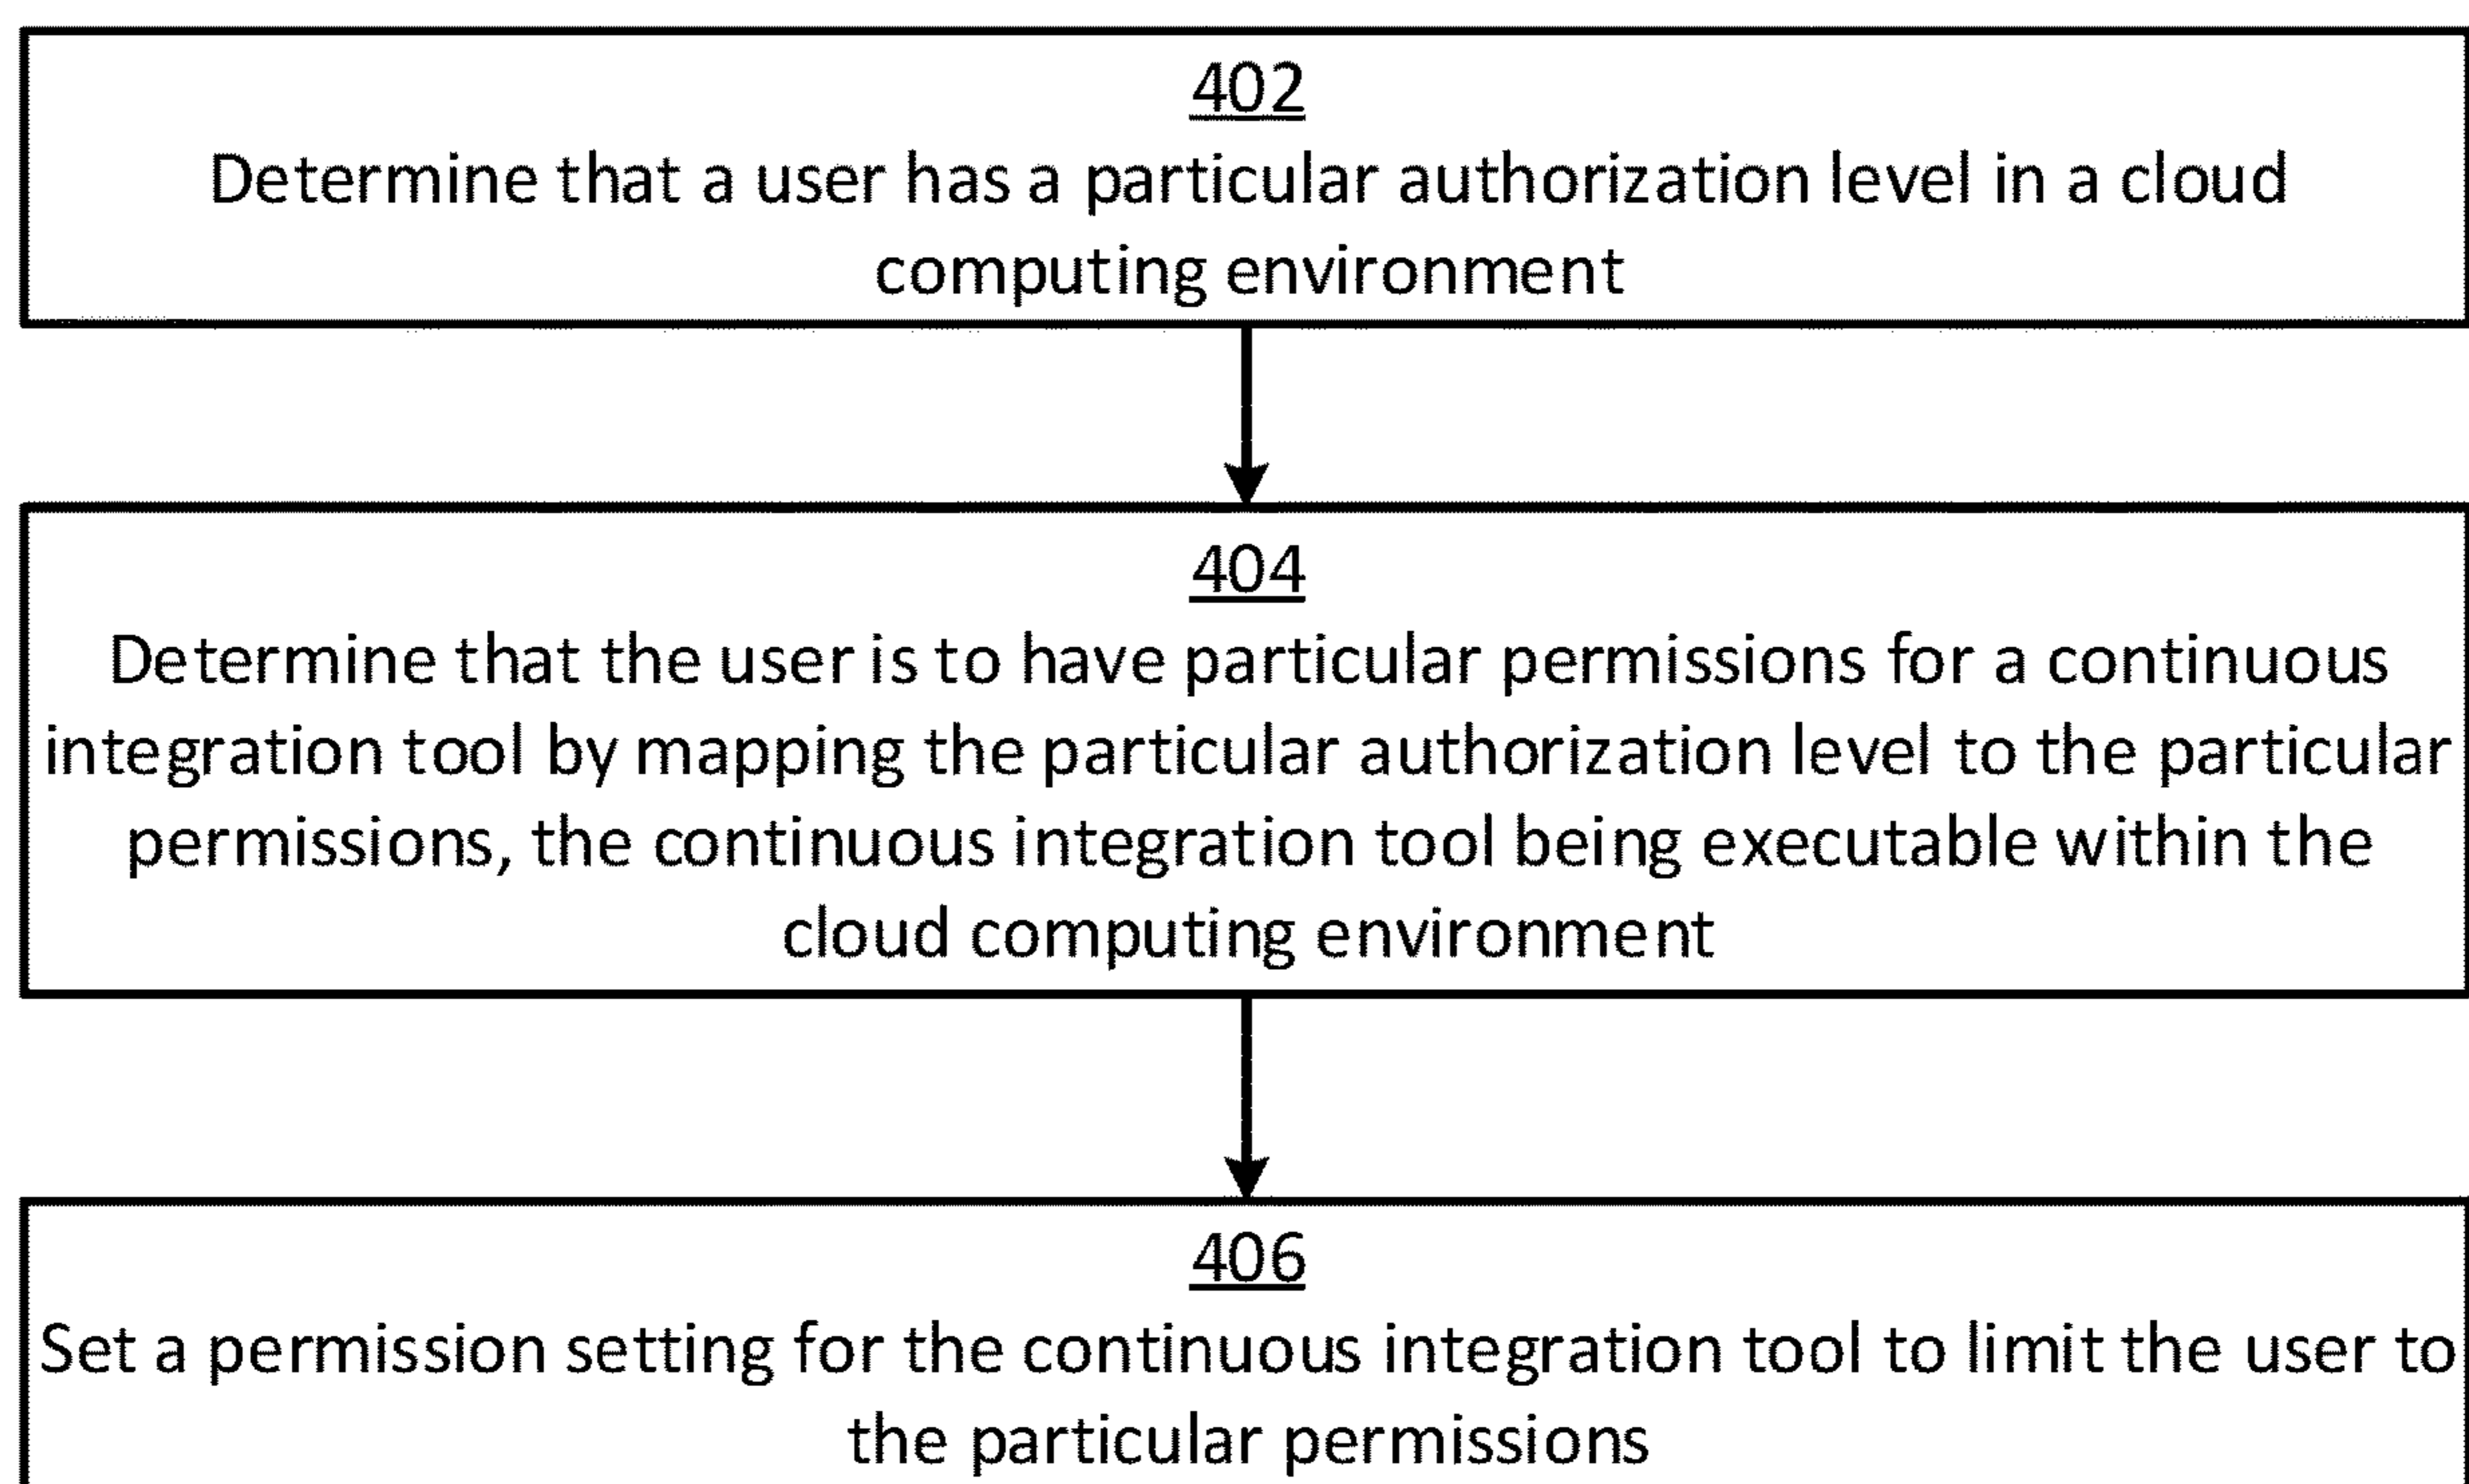 402
Determine that a user has a particular authorization level in a cloud
computing environment
404
Determine that the user is to have particular permissions for a continuous
integration tool by mapping the particular authorization level to the particular
permissions, the continuous integration tool being executable within the
cloud computing environment
406
Set a permission setting for the continuous integration tool to limit the user to
the particular permissions